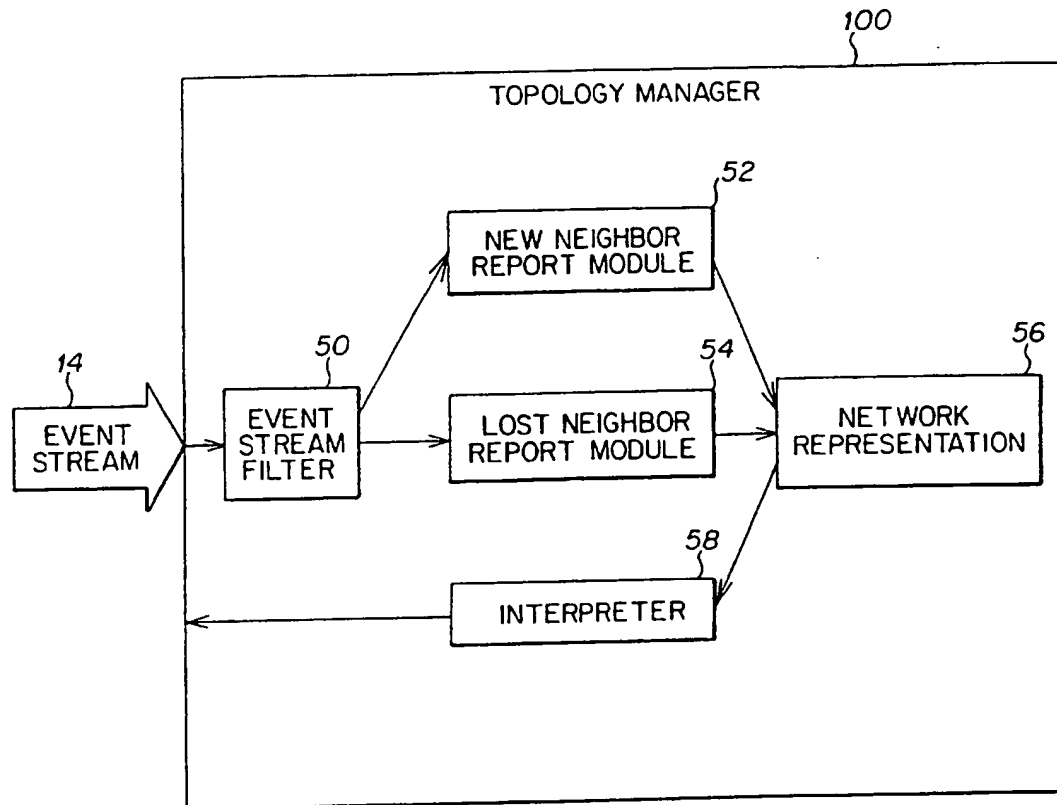 100
TOPOLOGY MANAGER
52
NEW NEIGHBOR
REPORT MODULE
14
EVENT
STREAM
50
EVENT
STREAM
FILTER
54
LOST NEIGHBOR
REPORT MODULE
56
NETWORK
REPRESENTATION
58
INTERPRETER